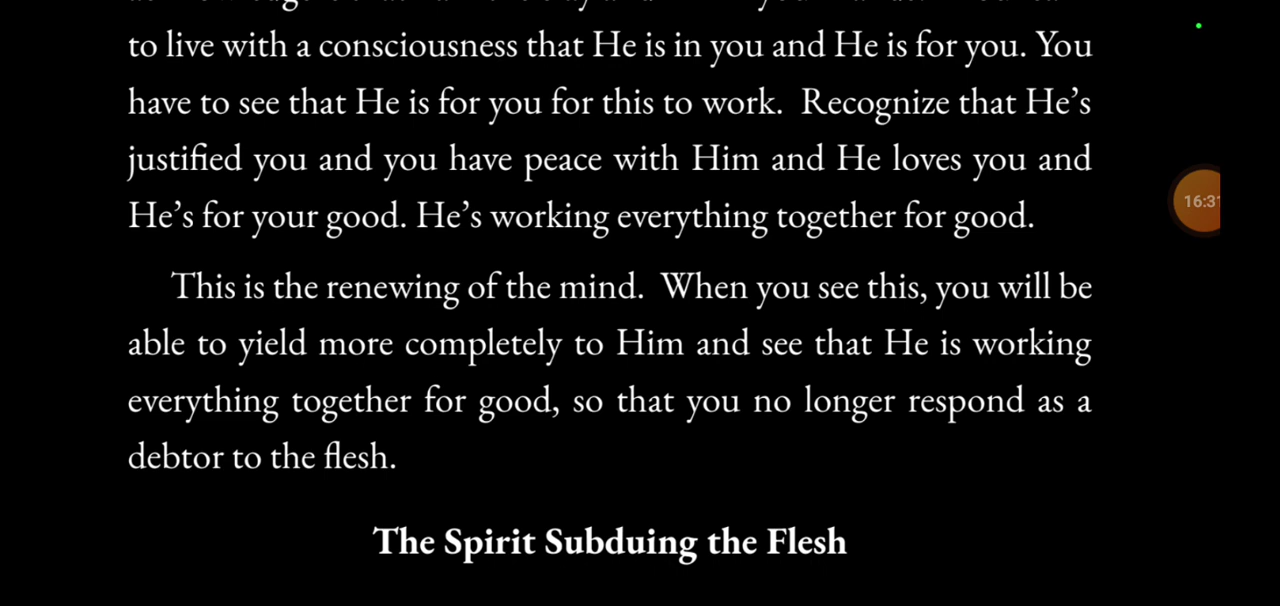 to live with a consciousness that He is in you and He is for you. You
have to see that He is for you for this to work.  Recognize that He’s
justified you and you have peace with Him and He loves you and
He’s for your good. He’s working everything together for good.
This is the renewing of the mind.  When you see this, you will be
able to yield more completely to Him and see that He is working
everything together for good, so that you no longer respond as a
debtor to the flesh.
The Spirit Subduing the Flesh